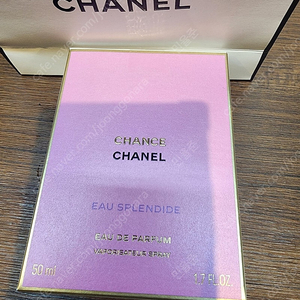 CHANEL
CHANCE
CHANEL
EAU SPLENDIDE
EAU DE PARFUM
VAPORISATEUR SPRAY
50 ml
1.7 FL. OZ.